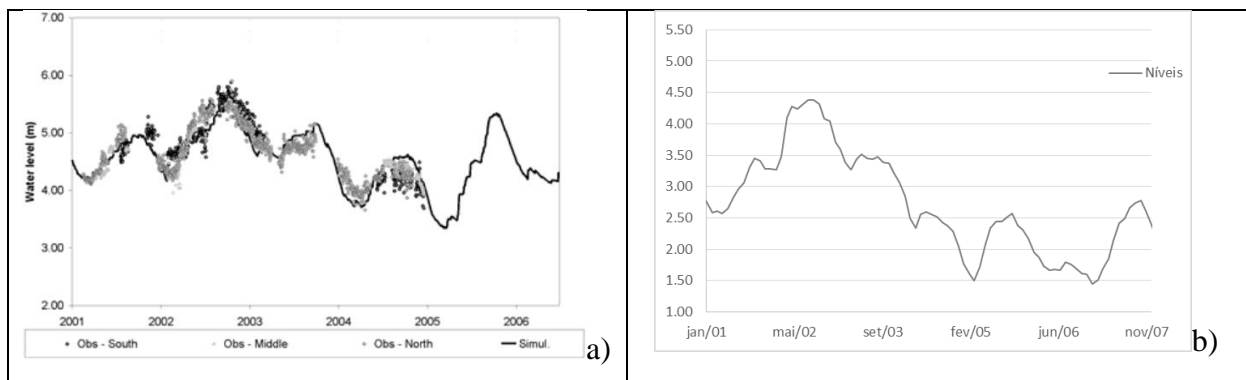 7.00
6.00
5.00
4.00
3.00
2.00
Water level (m)
2001 2002 2003 2004 2005 2006
Obs - South Obs - Middle Obs - North Simul.
a)
5.50
5.00
4.50
4.00
3.50
3.00
2.50
2.00
1.50
1.00
Níveis
jan/01 mai/02 set/03 fev/05 jun/06 nov/07
b)